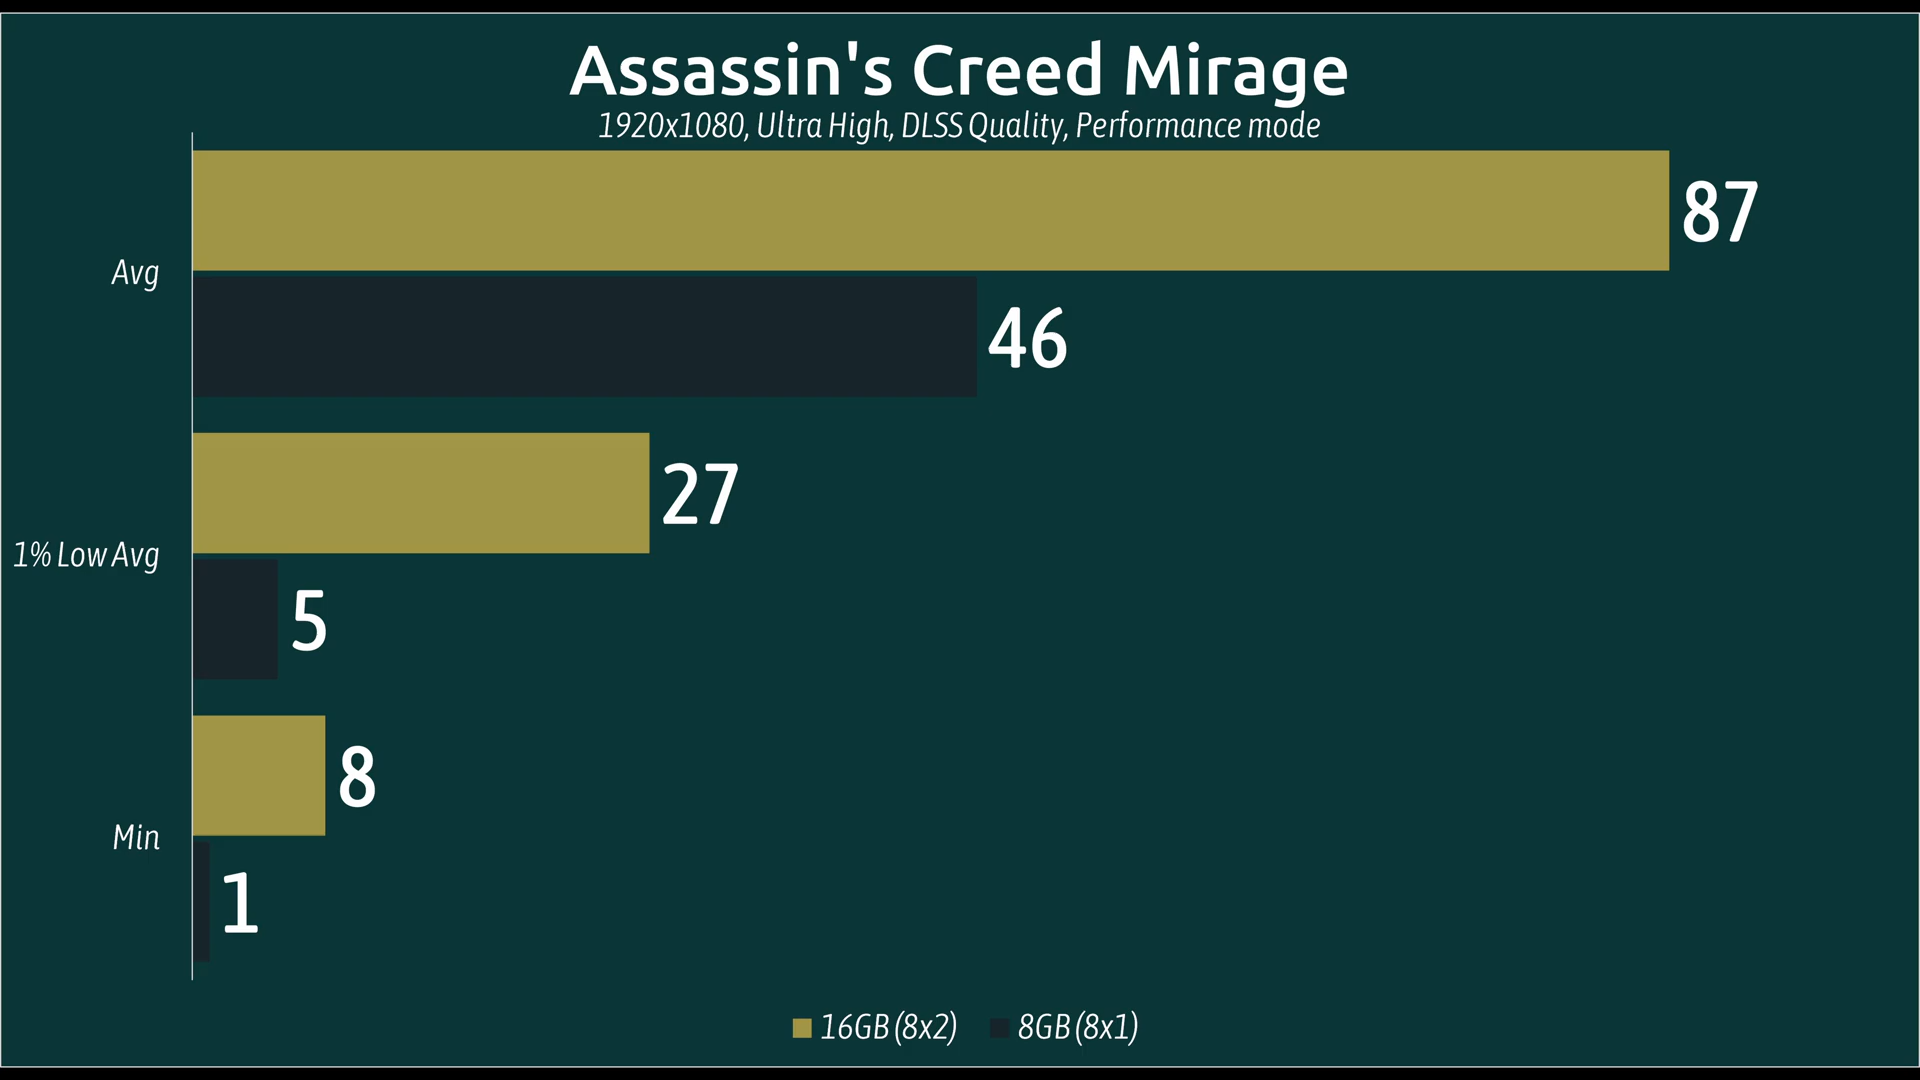 Assassin's Creed Mirage
1920x1080, Ultra High, DLSS Quality, Performance mode
87
Avg
46
27
1% Low Avg
5
8
Min
1
16GB (8x2) 8GB (8x1)